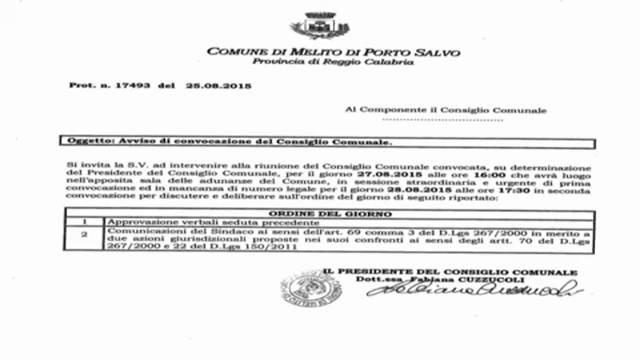 COMUNE DI MELITO DI PORTO SALVO
Provincia di Reggio Calabria
Prot. n. 17493 del 25.08.2015
Al Componente il Consiglio Comunale
................................
Oggetto: Avviso di convocazione del Consiglio Comunale.
Si invita la S.V. ad intervenire alla riunione del Consiglio Comunale convocata, su determinazione
del Presidente del Consiglio Comunale, per il giorno 27.08.2015 alle ore 16:00 che avrà luogo
nell'apposita sala delle adunanze del Comune, in sessione straordinaria e urgente di prima
convocazione ed in mancanza di numero legale per il giorno 28.08.2015 alle ore 17:30 in seconda
convocazione per discutere e deliberare sull'ordine del giorno di seguito riportato:
ORDINE DEL GIORNO
1 Approvazione verbali seduta precedente
2 Comunicazioni del Sindaco ai sensi dell'art. 69 comma 3 del D.Lgs 267/2000 in merito a
due azioni giurisdizionali proposte nei suoi confronti ai sensi degli artt. 70 del D.Lgs
267/2000 e 22 del D.Lgs 150/2011
IL PRESIDENTE DEL CONSIGLIO COMUNALE
Dott.ssa Fabiana CUZZUCOLI